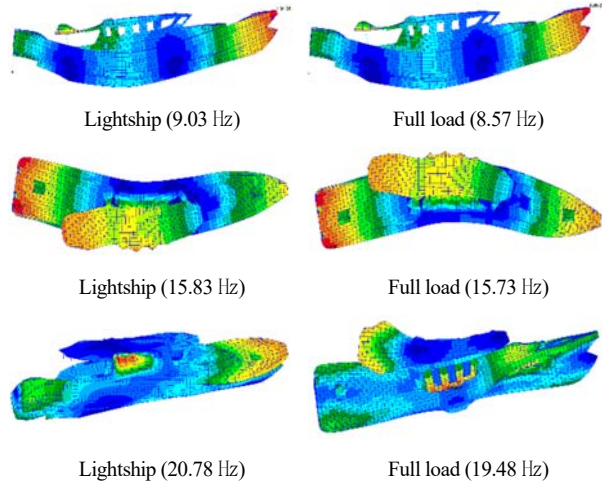 Lightship (9.03 Hz)
Full load (8.57 Hz)
Lightship (15.83 Hz)
Full load (15.73 Hz)
Lightship (20.78 Hz)
Full load (19.48 Hz)